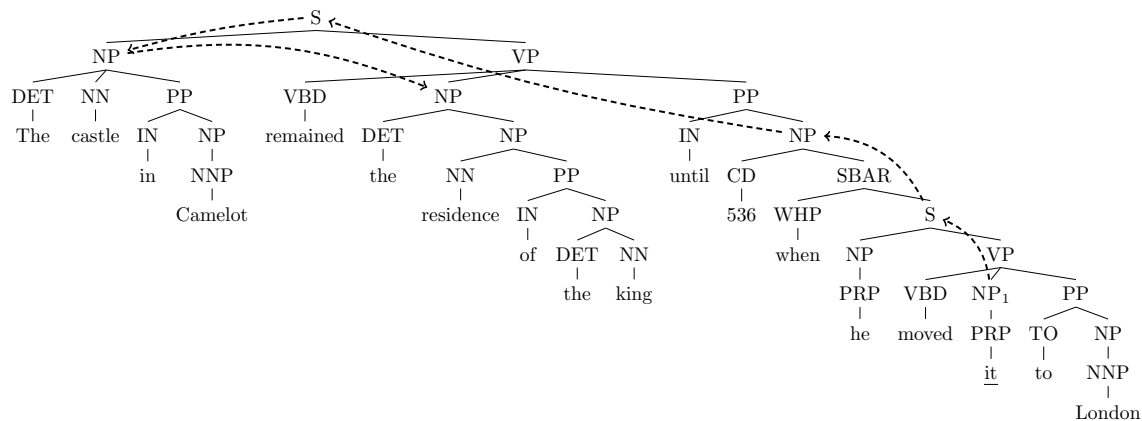 S
NP VP
DET NN PP VBD NP PP
The castle IN NP remained DET NP IN NP
in NNP the NN PP until CD SBAR
Camelot residence IN NP 536 WHP S
of DET NN when NP VP
the king PRP VBD NP1 PP
he moved PRP TO NP
it to NNP
London